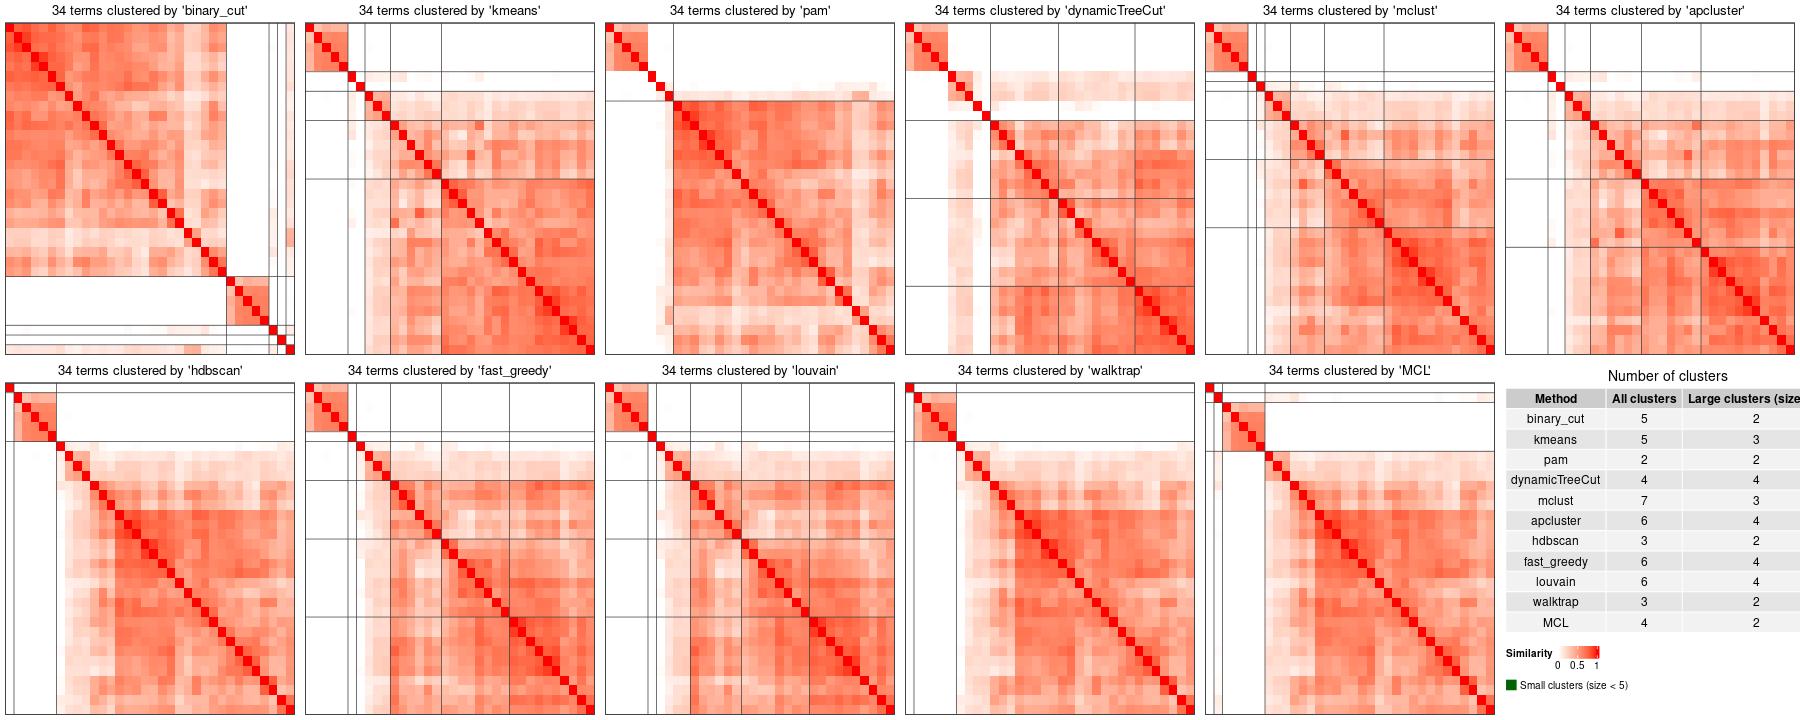 34 terms clustered by 'binary_cut'
34 terms clustered by 'kmeans'
34 terms clustered by 'pam'
34 terms clustered by 'dynamicTreeCut'
34 terms clustered by 'mclust'
34 terms clustered by 'apcluster'
34 terms clustered by 'hdbscan'
34 terms clustered by 'fast_greedy'
34 terms clustered by 'louvain'
34 terms clustered by 'walktrap'
34 terms clustered by 'MCL'
Number of clusters
Method All clusters Large clusters (size
binary_cut 5 2
kmeans 5 3
pam 2 2
dynamicTreeCut 4 4
mclust 7 3
apcluster 6 4
hdbscan 3 2
fast_greedy 6 4
louvain 6 4
walktrap 3 2
MCL 4 2
Similarity
0 0.5 1
Small clusters (size < 5)